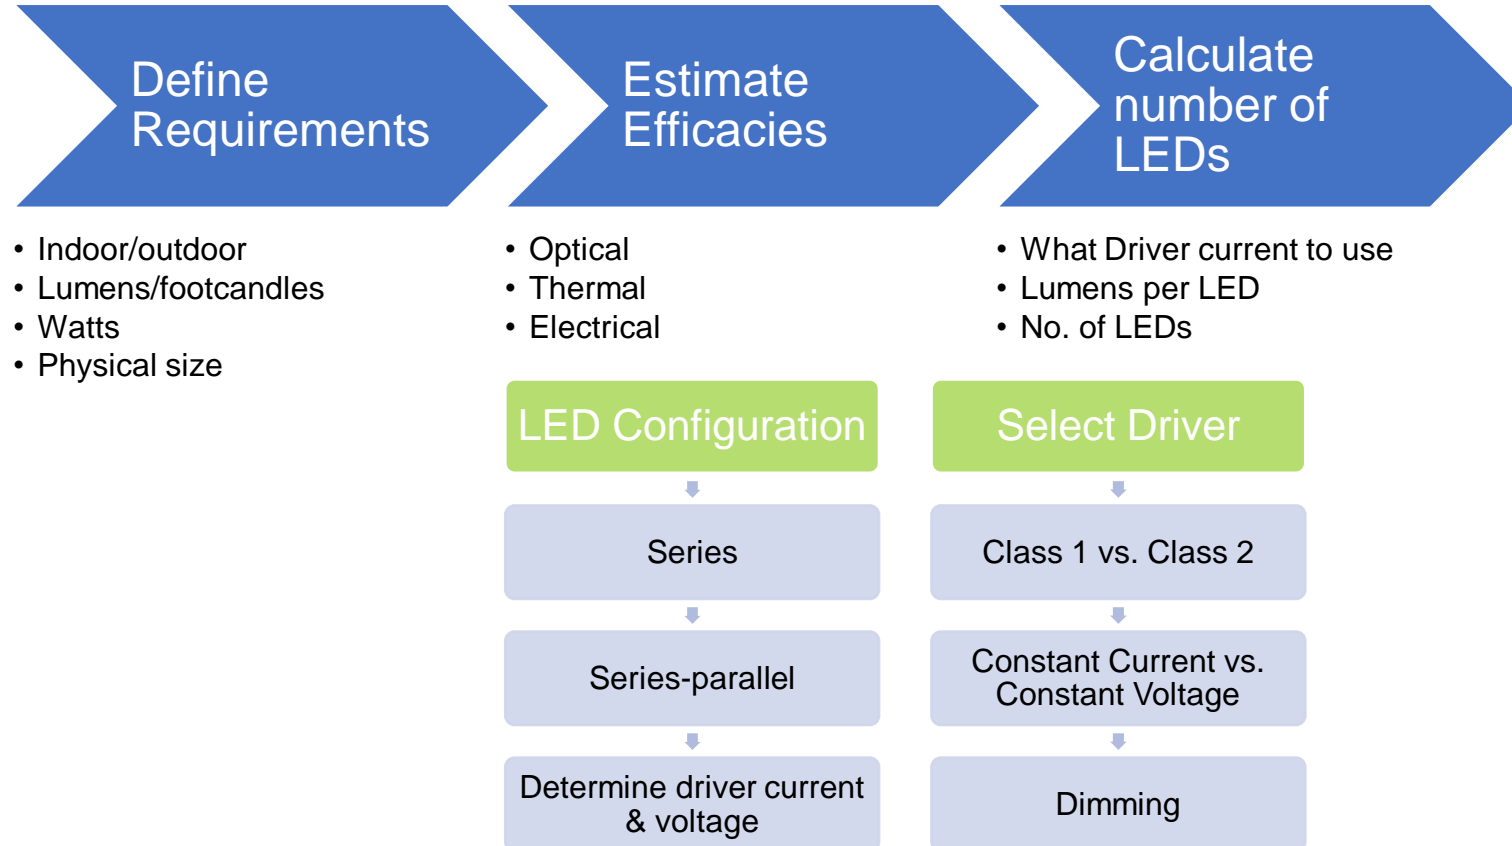 Define
Requirements
Estimate
Efficacies
Calculate
number of
LEDs
• Indoor/outdoor
• Lumens/footcandles
• Watts
• Physical size
• Optical
• Thermal
• Electrical
• What Driver current to use
• Lumens per LED
• No. of LEDs
LED Configuration
Series
Series-parallel
Determine driver current
& voltage
Select Driver
Class 1 vs. Class 2
Constant Current vs.
Constant Voltage
Dimming